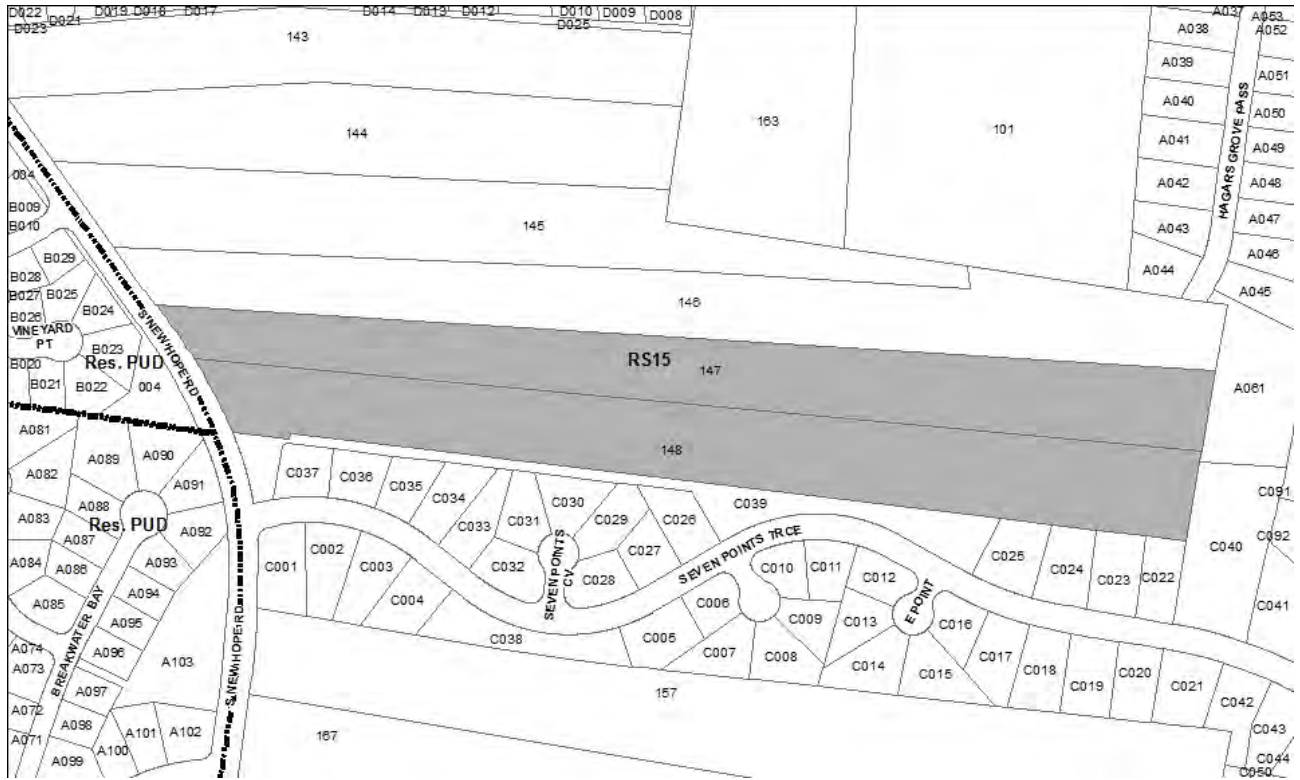 D022 D021 D019 D018 D017 D014 D013 D012 D010 D009 D008 A037 A053
D023 D025 A038 A052
143
A039 A051
A040 A050
163 101
144
A041 A049
HAGARS GROVE PASS
A042 A048
B009
B010
145
A043 A047
B029
A044 A046
B028 B025
B027 B024
146
A045
B026
S NEW HOPE RD
VINEYARD
PT
B023
Res. PUD
RS15
147
B020 B021 B022 004
A061
A081 A090
A089
148
A082 A091
C037 C036 C035 C034 C030 C039 C091
A088
A083 Res. PUD A092
C033 C031 C029 C026
A087
C092
C002 C027
C040
A084 A086 A093
C001 C003 C032 C028
SEVEN POINTS
CV
SEVEN POINTS TRCE
C010 C011 C012 C025 C024 C023 C022
A094
A085 C004 C006
A095
E POINT
C009 C013 C016 C041
BREAKWATER BAY
A074 A096
C038 C005 C007 C008 C014 C015 C017 C018 C019 C020 C021
A073 A103
S NEW HOPE RD
A097
157
A072
C042
A098
A071 A101 A102
167
C043
A099 A100
C044
C050